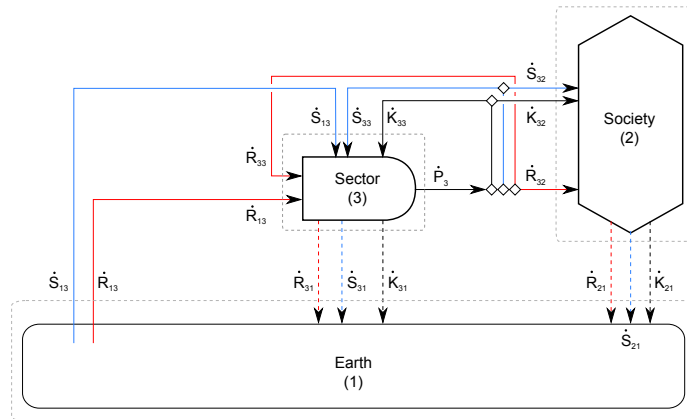 Ṡ₃₂
Ṡ₁₃ Ṡ₃₃ K̇₃₃ K̇₃₂
Society
(2)
Ṙ₃₃
Sector
(3)
Ṗ₃ Ṙ₃₂
Ṙ₁₃
Ṡ₁₃ Ṙ₁₃ Ṙ₃₁ Ṡ₃₁ K̇₃₁ Ṙ₂₁ K̇₂₁
Ṡ₂₁
Earth
(1)